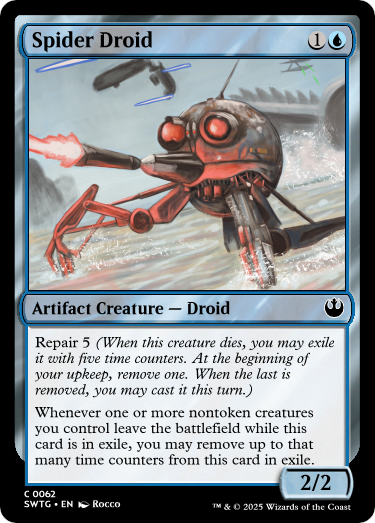 Spider Droid 1
Artifact Creature — Droid
Repair 5 (When this creature dies, you may exile
it with five time counters. At the beginning of
your upkeep, remove one. When the last is
removed, you may cast it this turn.)
Whenever one or more nontoken creatures
you control leave the battlefield while this
card is in exile, you may remove up to that
many time counters from this card in exile.
2/2
C 0062
SWTG • EN Rocco
™ & © 2025 Wizards of the Coast